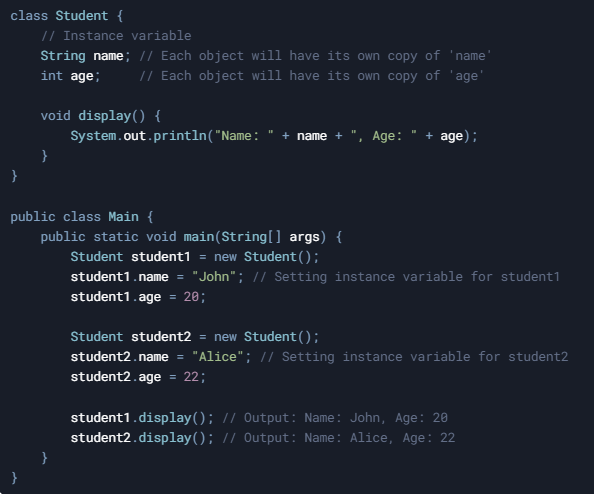 class Student {
    // Instance variable
    String name; // Each object will have its own copy of 'name'
    int age;     // Each object will have its own copy of 'age'

    void display() {
        System.out.println("Name: " + name + ", Age: " + age);
    }
}

public class Main {
    public static void main(String[] args) {
        Student student1 = new Student();
        student1.name = "John"; // Setting instance variable for student1
        student1.age = 20;

        Student student2 = new Student();
        student2.name = "Alice"; // Setting instance variable for student2
        student2.age = 22;

        student1.display(); // Output: Name: John, Age: 20
        student2.display(); // Output: Name: Alice, Age: 22
    }
}